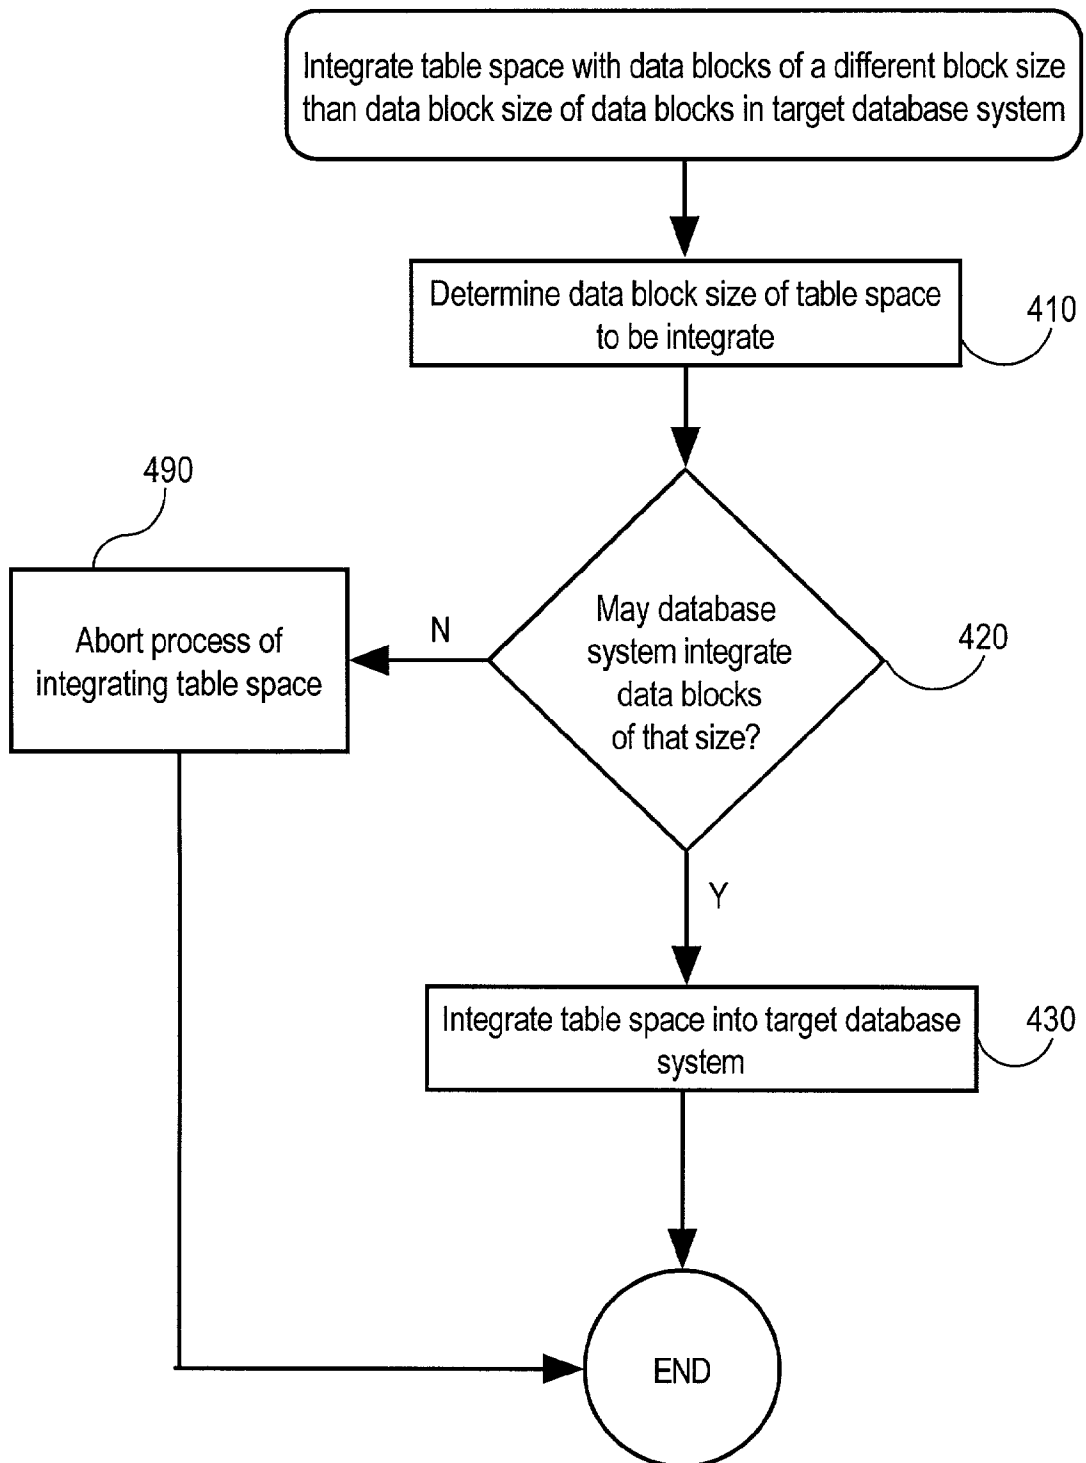 Integrate table space with data blocks of a different block size
than data block size of data blocks in target database system
Determine data block size of table space
to be integrate
410
490
Abort process of
integrating table space
N
May database
system integrate
data blocks
of that size?
420
Y
Integrate table space into target database
system
430
END